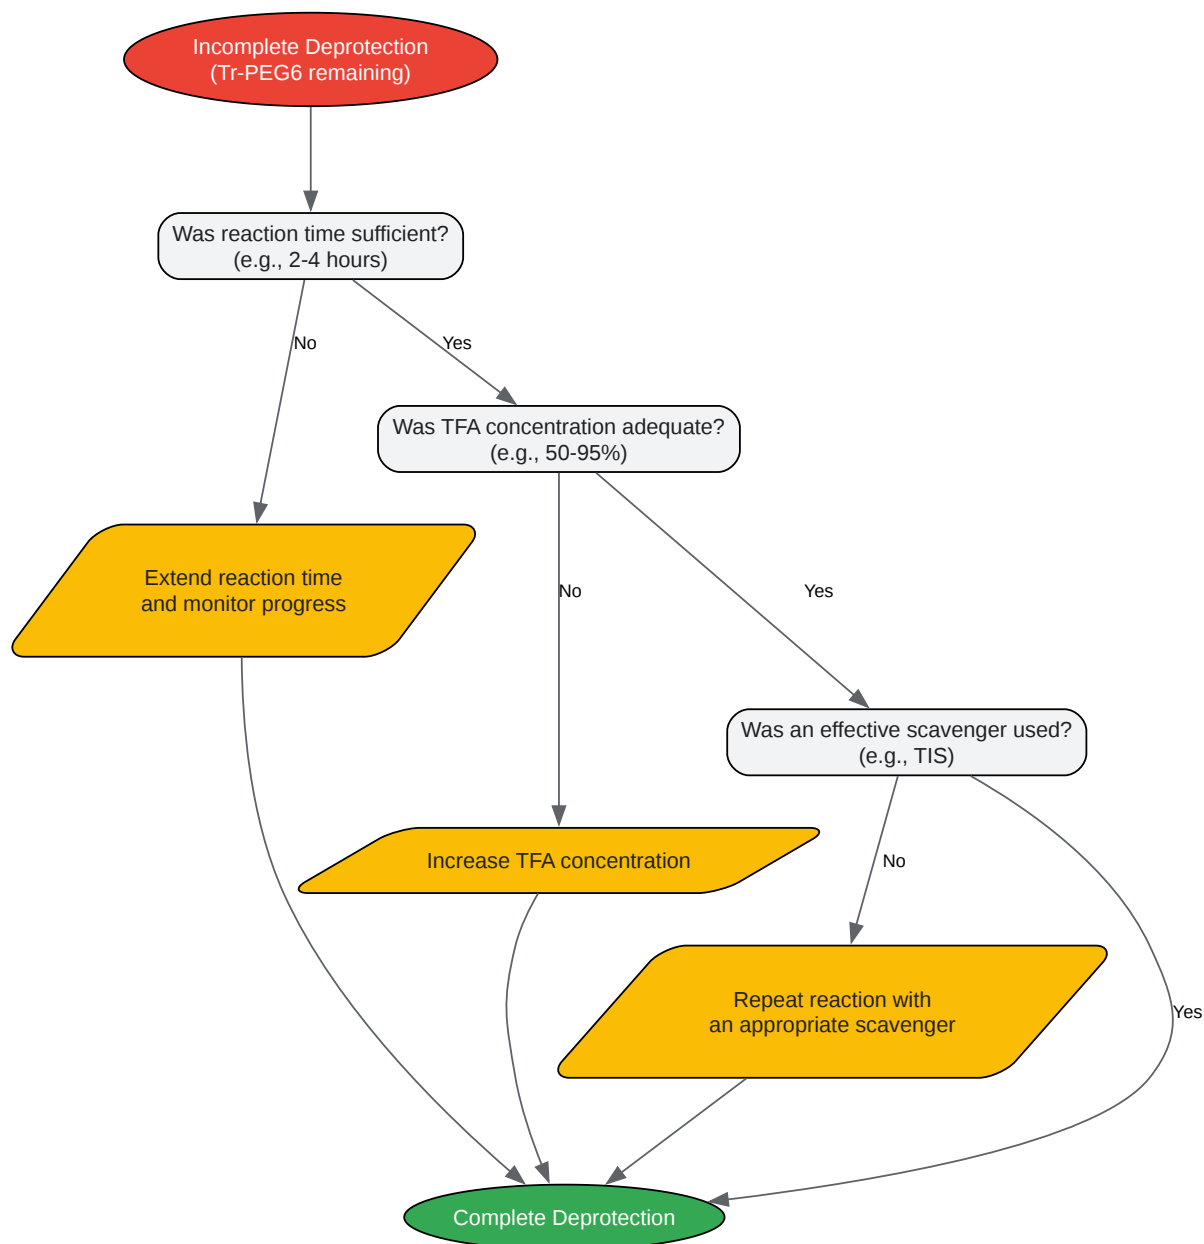 Incomplete Deprotection
(Tr-PEG6 remaining)
Was reaction time sufficient?
(e.g., 2-4 hours)
No
Yes
Was TFA concentration adequate?
(e.g., 50-95%)
Extend reaction time
and monitor progress
No
Yes
Was an effective scavenger used?
(e.g., TIS)
Increase TFA concentration
No
Repeat reaction with
an appropriate scavenger
Yes
Complete Deprotection